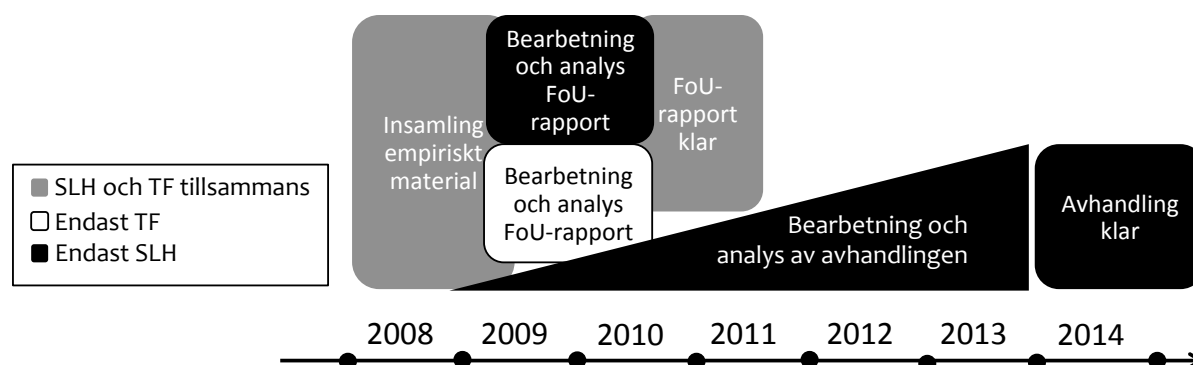 Bearbetning
och analys
FoU-
rapport
FoU-
rapport
klar
Insamling
empiriskt
material
Bearbetning
och analys
FoU-rapport
SLH och TF tillsammans
Endast TF
Endast SLH
Bearbetning och
analys av avhandlingen
Avhandling
klar
2008 2009 2010 2011 2012 2013 2014